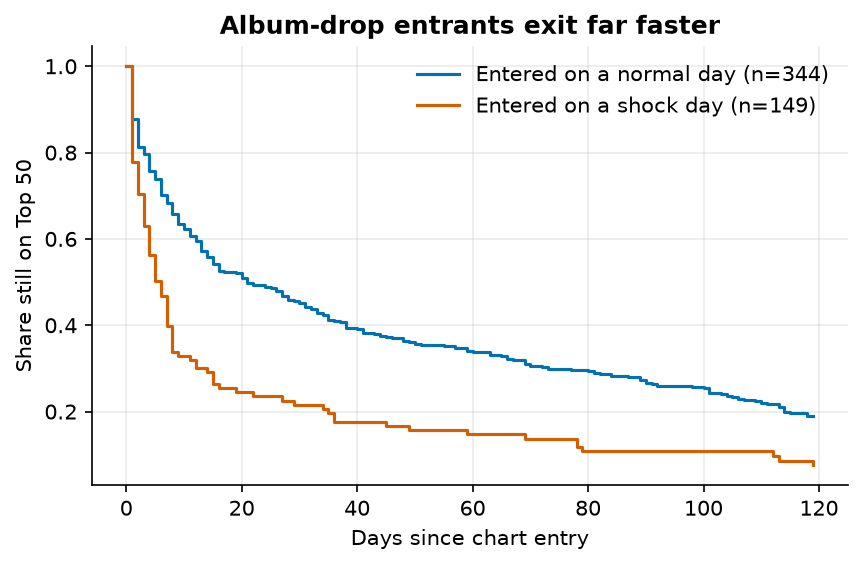 Album-drop entrants exit far faster
Entered on a normal day (n=344)
Entered on a shock day (n=149)
Share still on Top 50
1.0
0.8
0.6
0.4
0.2
0
20
40
60
80
100
120
Days since chart entry